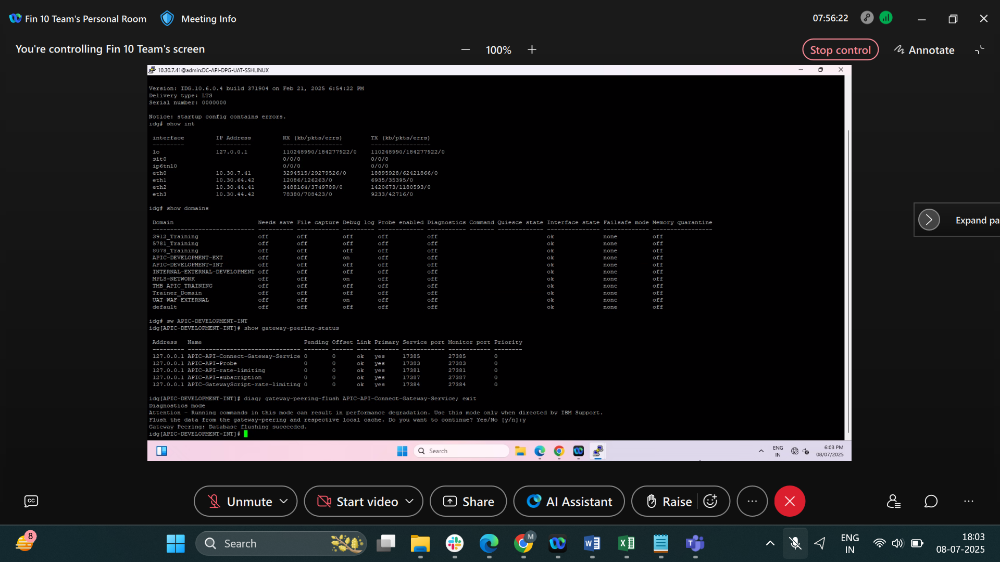 Fin 10 Team's Personal Room Meeting Info 07:56:22
You're controlling Fin 10 Team's screen 100% Stop control Annotate
10.30.7.41@admin:DC-API-DPG-UAT-SSHLINUX
Version: IDG.10.6.0.4 build 371904 on Feb 21, 2025 6:54:22 PM
Delivery type: LTS
Serial number: 0000000
Notice: startup config contains errors.
idg# show int
interface IP Address RX (kb/pkts/errs) TX (kb/pkts/errs)
--------- ---------- ----------------- -----------------
lo 127.0.0.1 110248990/184277922/0 110248990/184277922/0
sit0 0/0/0 0/0/0
ip6tnl0 0/0/0 0/0/0
eth0 10.30.7.41 3294515/29279526/0 18895928/62421866/0
eth1 10.30.64.42 12086/126263/0 6935/35395/0
eth2 10.30.44.41 3488164/3749789/0 1420673/1180593/0
eth3 10.30.44.42 78380/708423/0 9233/42716/0
idg# show domains
Domain Needs save File capture Debug log Probe enabled Diagnostics Command Quiesce state Interface state Failsafe mode Memory quarantine
----------------------------- ---------- ------------ --------- ------------- ----------- ------- ------------- --------------- ------------- -----------------
3912_Training off off off off off ok none off
5781_Training off off off off off ok none off
8078_Training off off off off off ok none off
APIC-DEVELOPMENT-EXT off off on off off ok none off
APIC-DEVELOPMENT-INT off off off off off ok none off
INTERNAL-EXTERNAL-DEVELOPMENT off off off off off ok none off
MPLS-NETWORK off off on off off ok none off
TMB_APIC_TRAINING off off off off off ok none off
Trainer_Domain off off off off off ok none off
UAT-WAF-EXTERNAL off off on off off ok none off
default off off off off off ok none off
idg# sw APIC-DEVELOPMENT-INT
idg[APIC-DEVELOPMENT-INT]# show gateway-peering-status
Address Name Pending Offset Link Primary Service port Monitor port Priority
--------- -------------------------------- ------- ------ ---- ------- ------------ ------------ --------
127.0.0.1 APIC-API-Connect-Gateway-Service 0 0 ok yes 17385 27385 0
127.0.0.1 APIC-API-Probe 0 0 ok yes 17383 27383 0
127.0.0.1 APIC-API-rate-limiting 0 0 ok yes 17381 27381 0
127.0.0.1 APIC-API-subscription 0 0 ok yes 17387 27387 0
127.0.0.1 APIC-GatewayScript-rate-limiting 0 0 ok yes 17384 27384 0
idg[APIC-DEVELOPMENT-INT]# diag; gateway-peering-flush APIC-API-Connect-Gateway-Service; exit
Diagnostics mode
Attention - Running commands in this mode can result in performance degradation. Use this mode only when directed by IBM Support.
Flush the data from the gateway-peering and respective local cache. Do you want to continue? Yes/No [y/n]:y
Gateway Peering: Database flushing succeeded.
idg[APIC-DEVELOPMENT-INT]#
Expand pa
Search ENG IN 6:03 PM 08/07/2025
CC Unmute Start video Share AI Assistant Raise
8 Search M ENG IN 18:03 08-07-2025